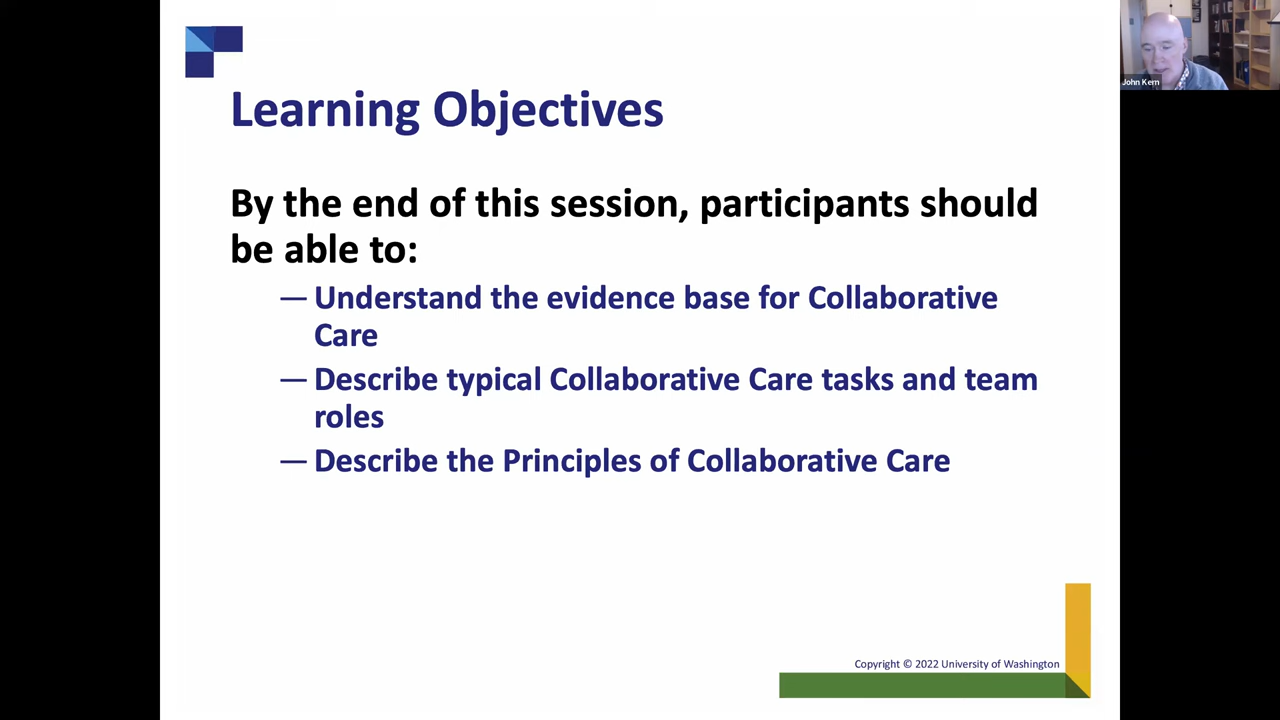 John Kern
Learning Objectives
By the end of this session, participants should
be able to:
— Understand the evidence base for Collaborative
Care
— Describe typical Collaborative Care tasks and team
roles
— Describe the Principles of Collaborative Care
Copyright © 2022 University of Washington